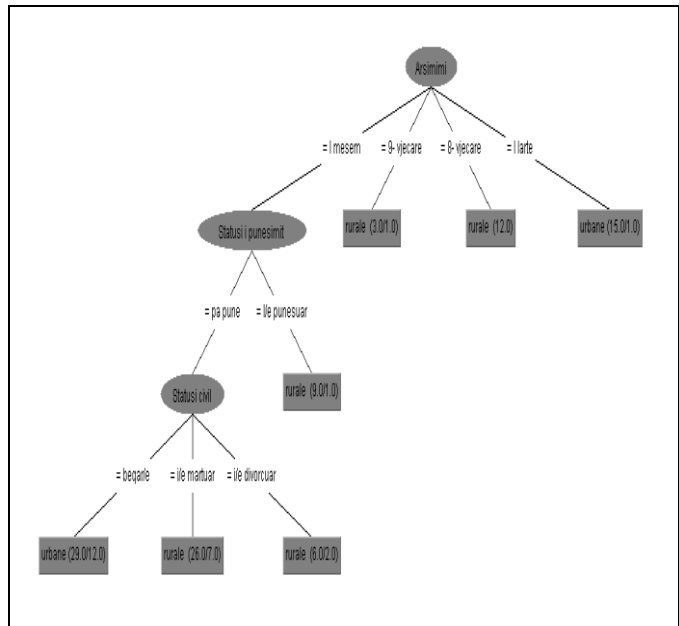 Arsimimi
= I mesem
= 9- vjecare
= 8- vjecare
= I larte
Statusi i punesimit
rurale (3.0/1.0)
rurale (12.0)
urbane (15.0/1.0)
= pa pune
= I/e punesuar
Statusi civil
rurale (9.0/1.0)
= beqar/e
= i/e martuar
= i/e divorcuar
urbane (29.0/12.0)
rurale (26.0/7.0)
rurale (6.0/2.0)